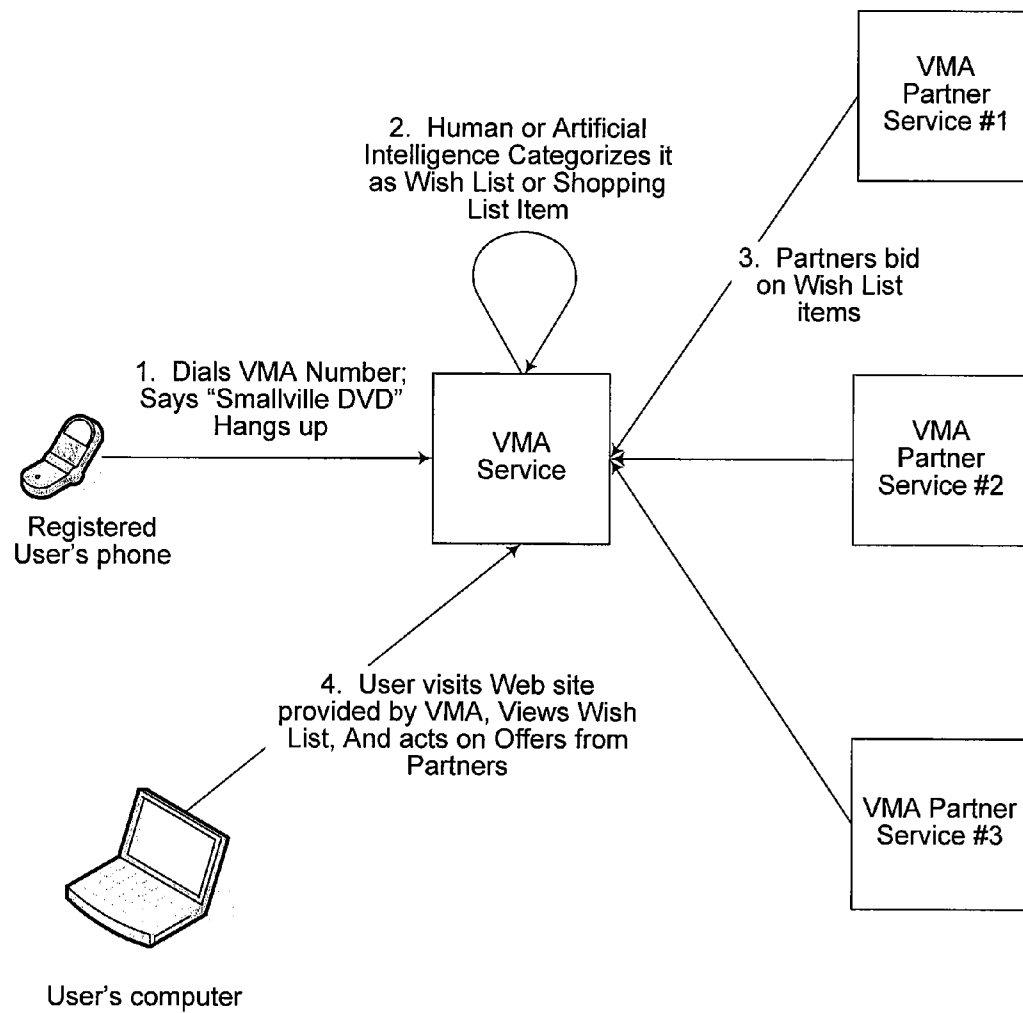 VMA
Partner
Service #1
2. Human or Artificial
Intelligence Categorizes it
as Wish List or Shopping
List Item
3. Partners bid
on Wish List
items
1. Dials VMA Number;
Says “Smallville DVD”
Hangs up
VMA
Service
VMA
Partner
Service #2
Registered
User's phone
4. User visits Web site
provided by VMA, Views Wish
List, And acts on Offers from
Partners
VMA Partner
Service #3
User's computer